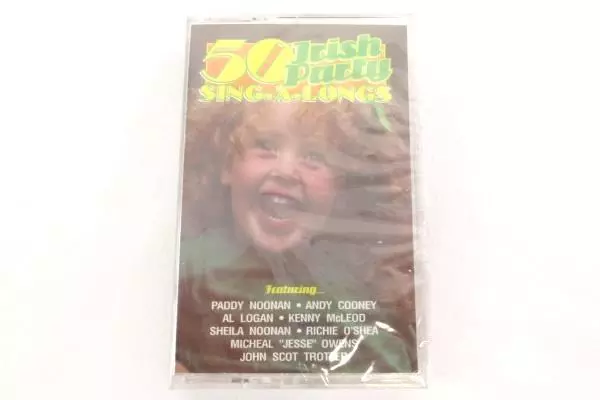 50 Irish
Party
SING-A-LONGS
Featuring...
PADDY NOONAN • ANDY COONEY
AL LOGAN • KENNY McLEOD
SHEILA NOONAN • RICHIE O'SHEA
MICHEAL "JESSE" OWENS
JOHN SCOT TROTTER